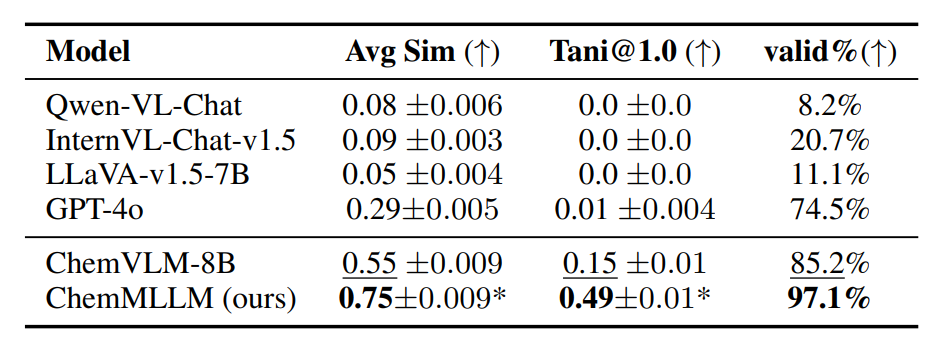 Model Avg Sim (↑) Tani@1.0 (↑) valid%(↑)
Qwen-VL-Chat 0.08 ±0.006 0.0 ±0.0 8.2%
InternVL-Chat-v1.5 0.09 ±0.003 0.0 ±0.0 20.7%
LLaVA-v1.5-7B 0.05 ±0.004 0.0 ±0.0 11.1%
GPT-4o 0.29±0.005 0.01 ±0.004 74.5%
ChemVLM-8B 0.55 ±0.009 0.15 ±0.01 85.2%
ChemMLLM (ours) 0.75±0.009* 0.49±0.01* 97.1%